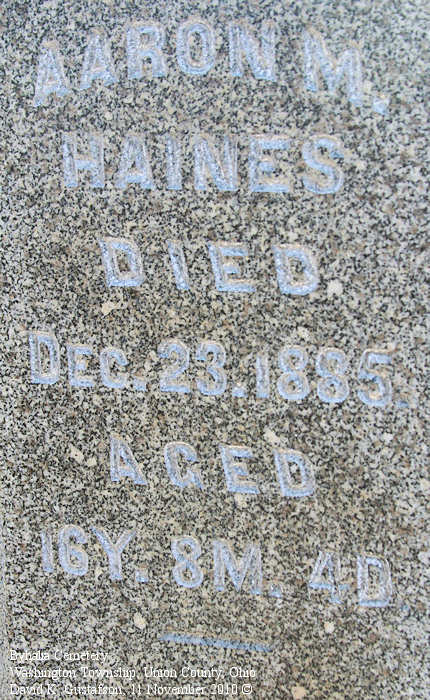 AARON M.
HAINES
DIED
DEC. 23. 1885.
AGED
16Y. 8M. 4D.
Byhalia Cemetery
Washington Township, Union County, Ohio
David K. Gustafson, 11 November 2010 ©